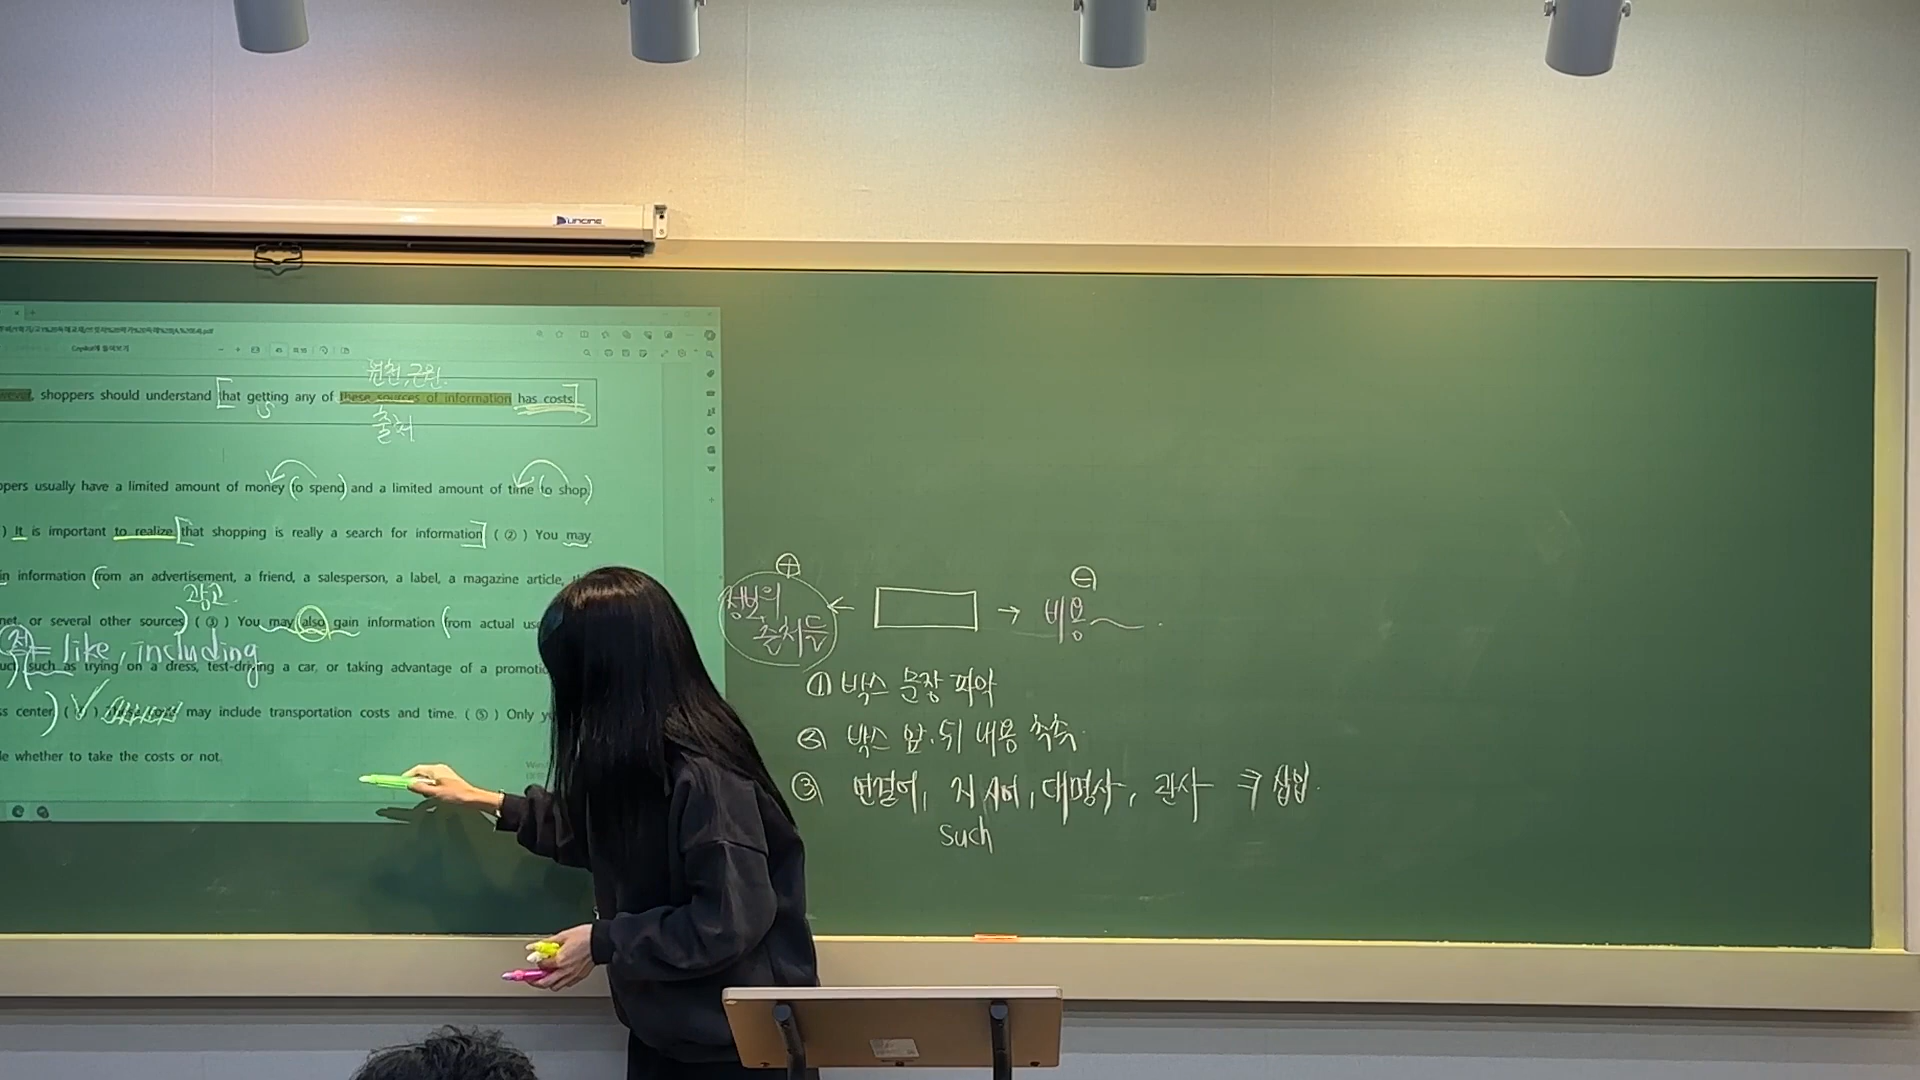 DUNCINE
원천, 근원
however, shoppers should understand [that getting any of these sources of information has costs]
출처
ppers usually have a limited amount of money (to spend) and a limited amount of time (to shop)
) It is important to realize [that shopping is really a search for information] ( ② ) You may
in information (from an advertisement, a friend, a salesperson, a label, a magazine article,
광고
net, or several other sources) ( ③ ) You may also gain information (from actual
= like, including
such as trying on a dress, test-driving a car, or taking advantage of a
ss center ( ) may include transportation costs and time. ( ⑤ ) Only
e whether to take the costs or not.
⊕ ⊖
정보의 출처들 ← → 비용
① 박스 문장 파악
② 박스 앞·뒤 내용 추측
③ 연결어, 지시어, 대명사, 관사 ⇒ 삽입.
such